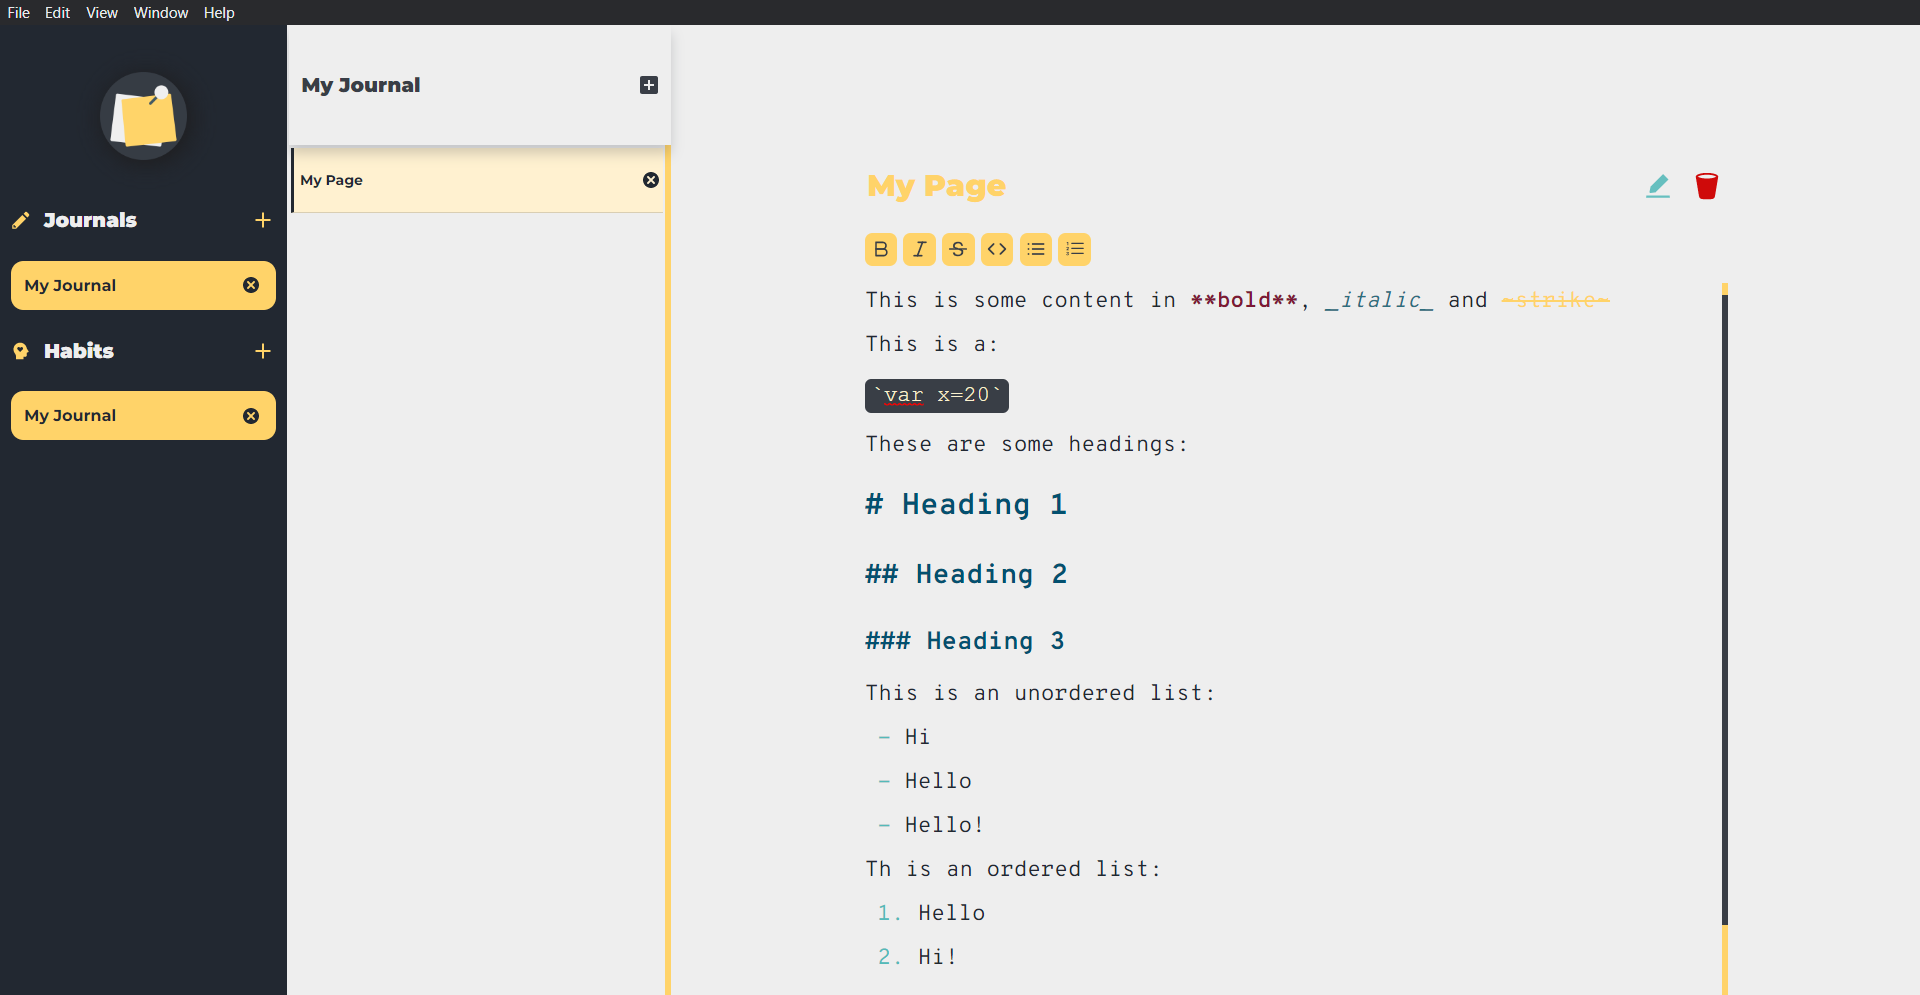 File Edit View Window Help
Journals
My Journal
Habits
My Journal
My Journal
My Page
My Page
This is some content in **bold**, _italic_ and ~strike~
This is a:
`var x=20`
These are some headings:
# Heading 1
## Heading 2
### Heading 3
This is an unordered list:
- Hi
- Hello
- Hello!
Th is an ordered list:
1. Hello
2. Hi!